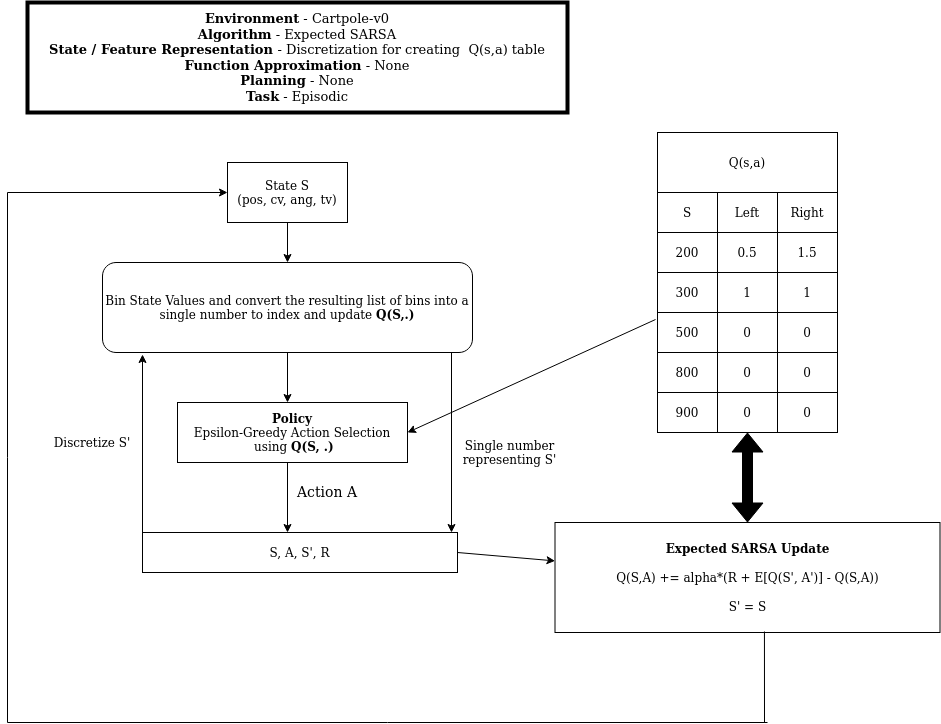 Environment - Cartpole-v0
Algorithm - Expected SARSA
State / Feature Representation - Discretization for creating Q(s,a) table
Function Approximation - None
Planning - None
Task - Episodic
State S
(pos, cv, ang, tv)
Bin State Values and convert the resulting list of bins into a
single number to index and update Q(S,.)
Discretize S'
Policy
Epsilon-Greedy Action Selection
using Q(S, .)
Single number
representing S'
Action A
S, A, S', R
Q(s,a)
S Left Right
200 0.5 1.5
300 1 1
500 0 0
800 0 0
900 0 0
Expected SARSA Update
Q(S,A) += alpha*(R + E[Q(S', A')] - Q(S,A))
S' = S